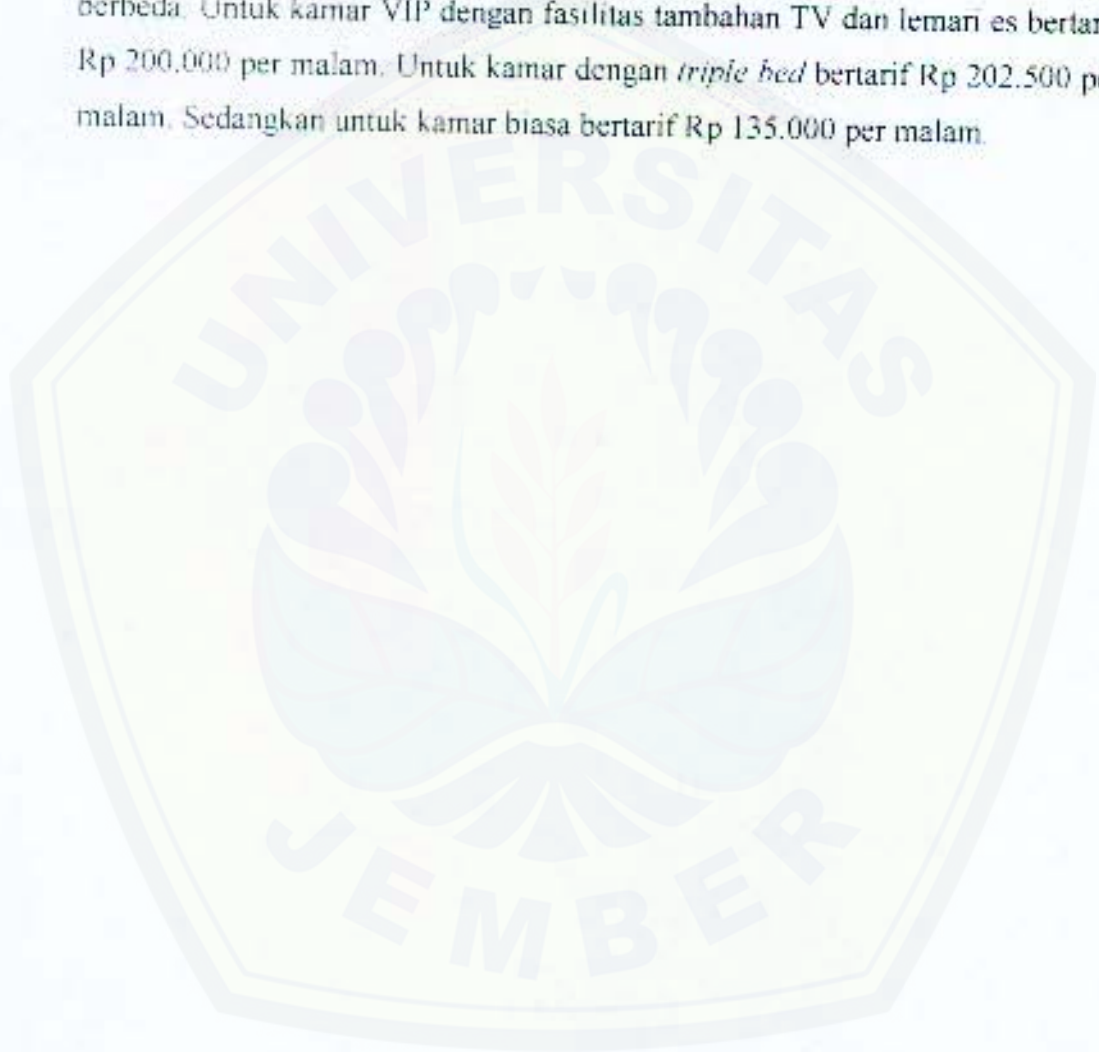 berbeda. Untuk kamar VIP dengan fasilitas tambahan TV dan lemari es
Rp 200.000 per malam. Untuk kamar dengan triple bed bertarif Rp 202.500
malam. Sedangkan untuk kamar biasa bertarif Rp 135.000 per malam.
UNIVERSITAS
JEMBER